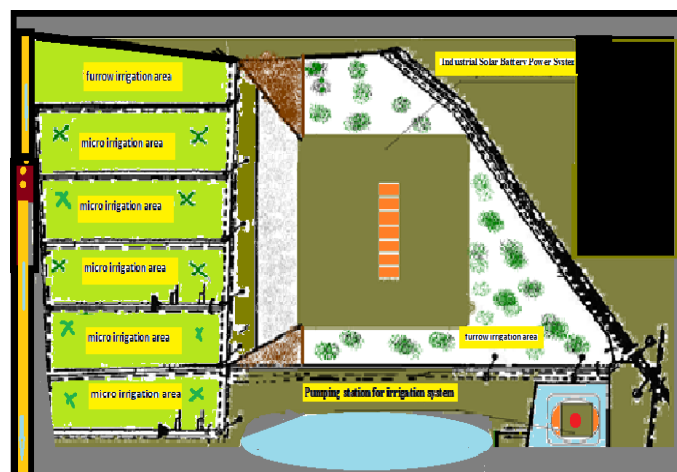 Industrial Solar Battery Power System
furrow irrigation area
micro irrigation area
micro irrigation area
micro irrigation area
micro irrigation area
furrow irrigation area
micro irrigation area
Pumping station for irrigation system